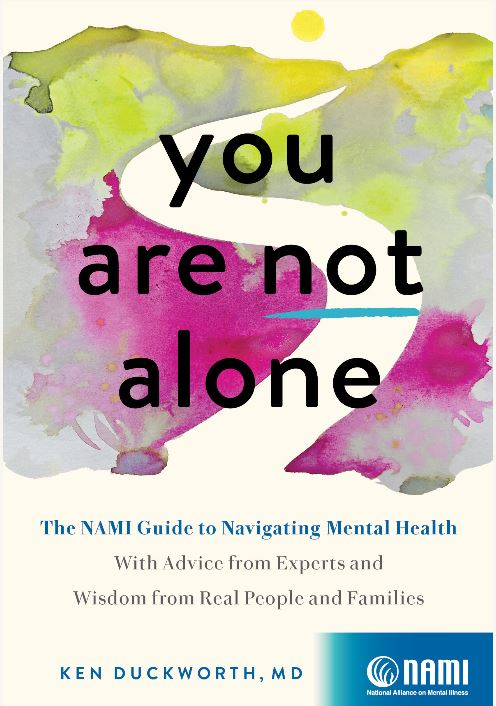 you
are not
alone
The NAMI Guide to Navigating Mental Health
With Advice from Experts and
Wisdom from Real People and Families
KEN DUCKWORTH, MD
NAMI
National Alliance on Mental Illness